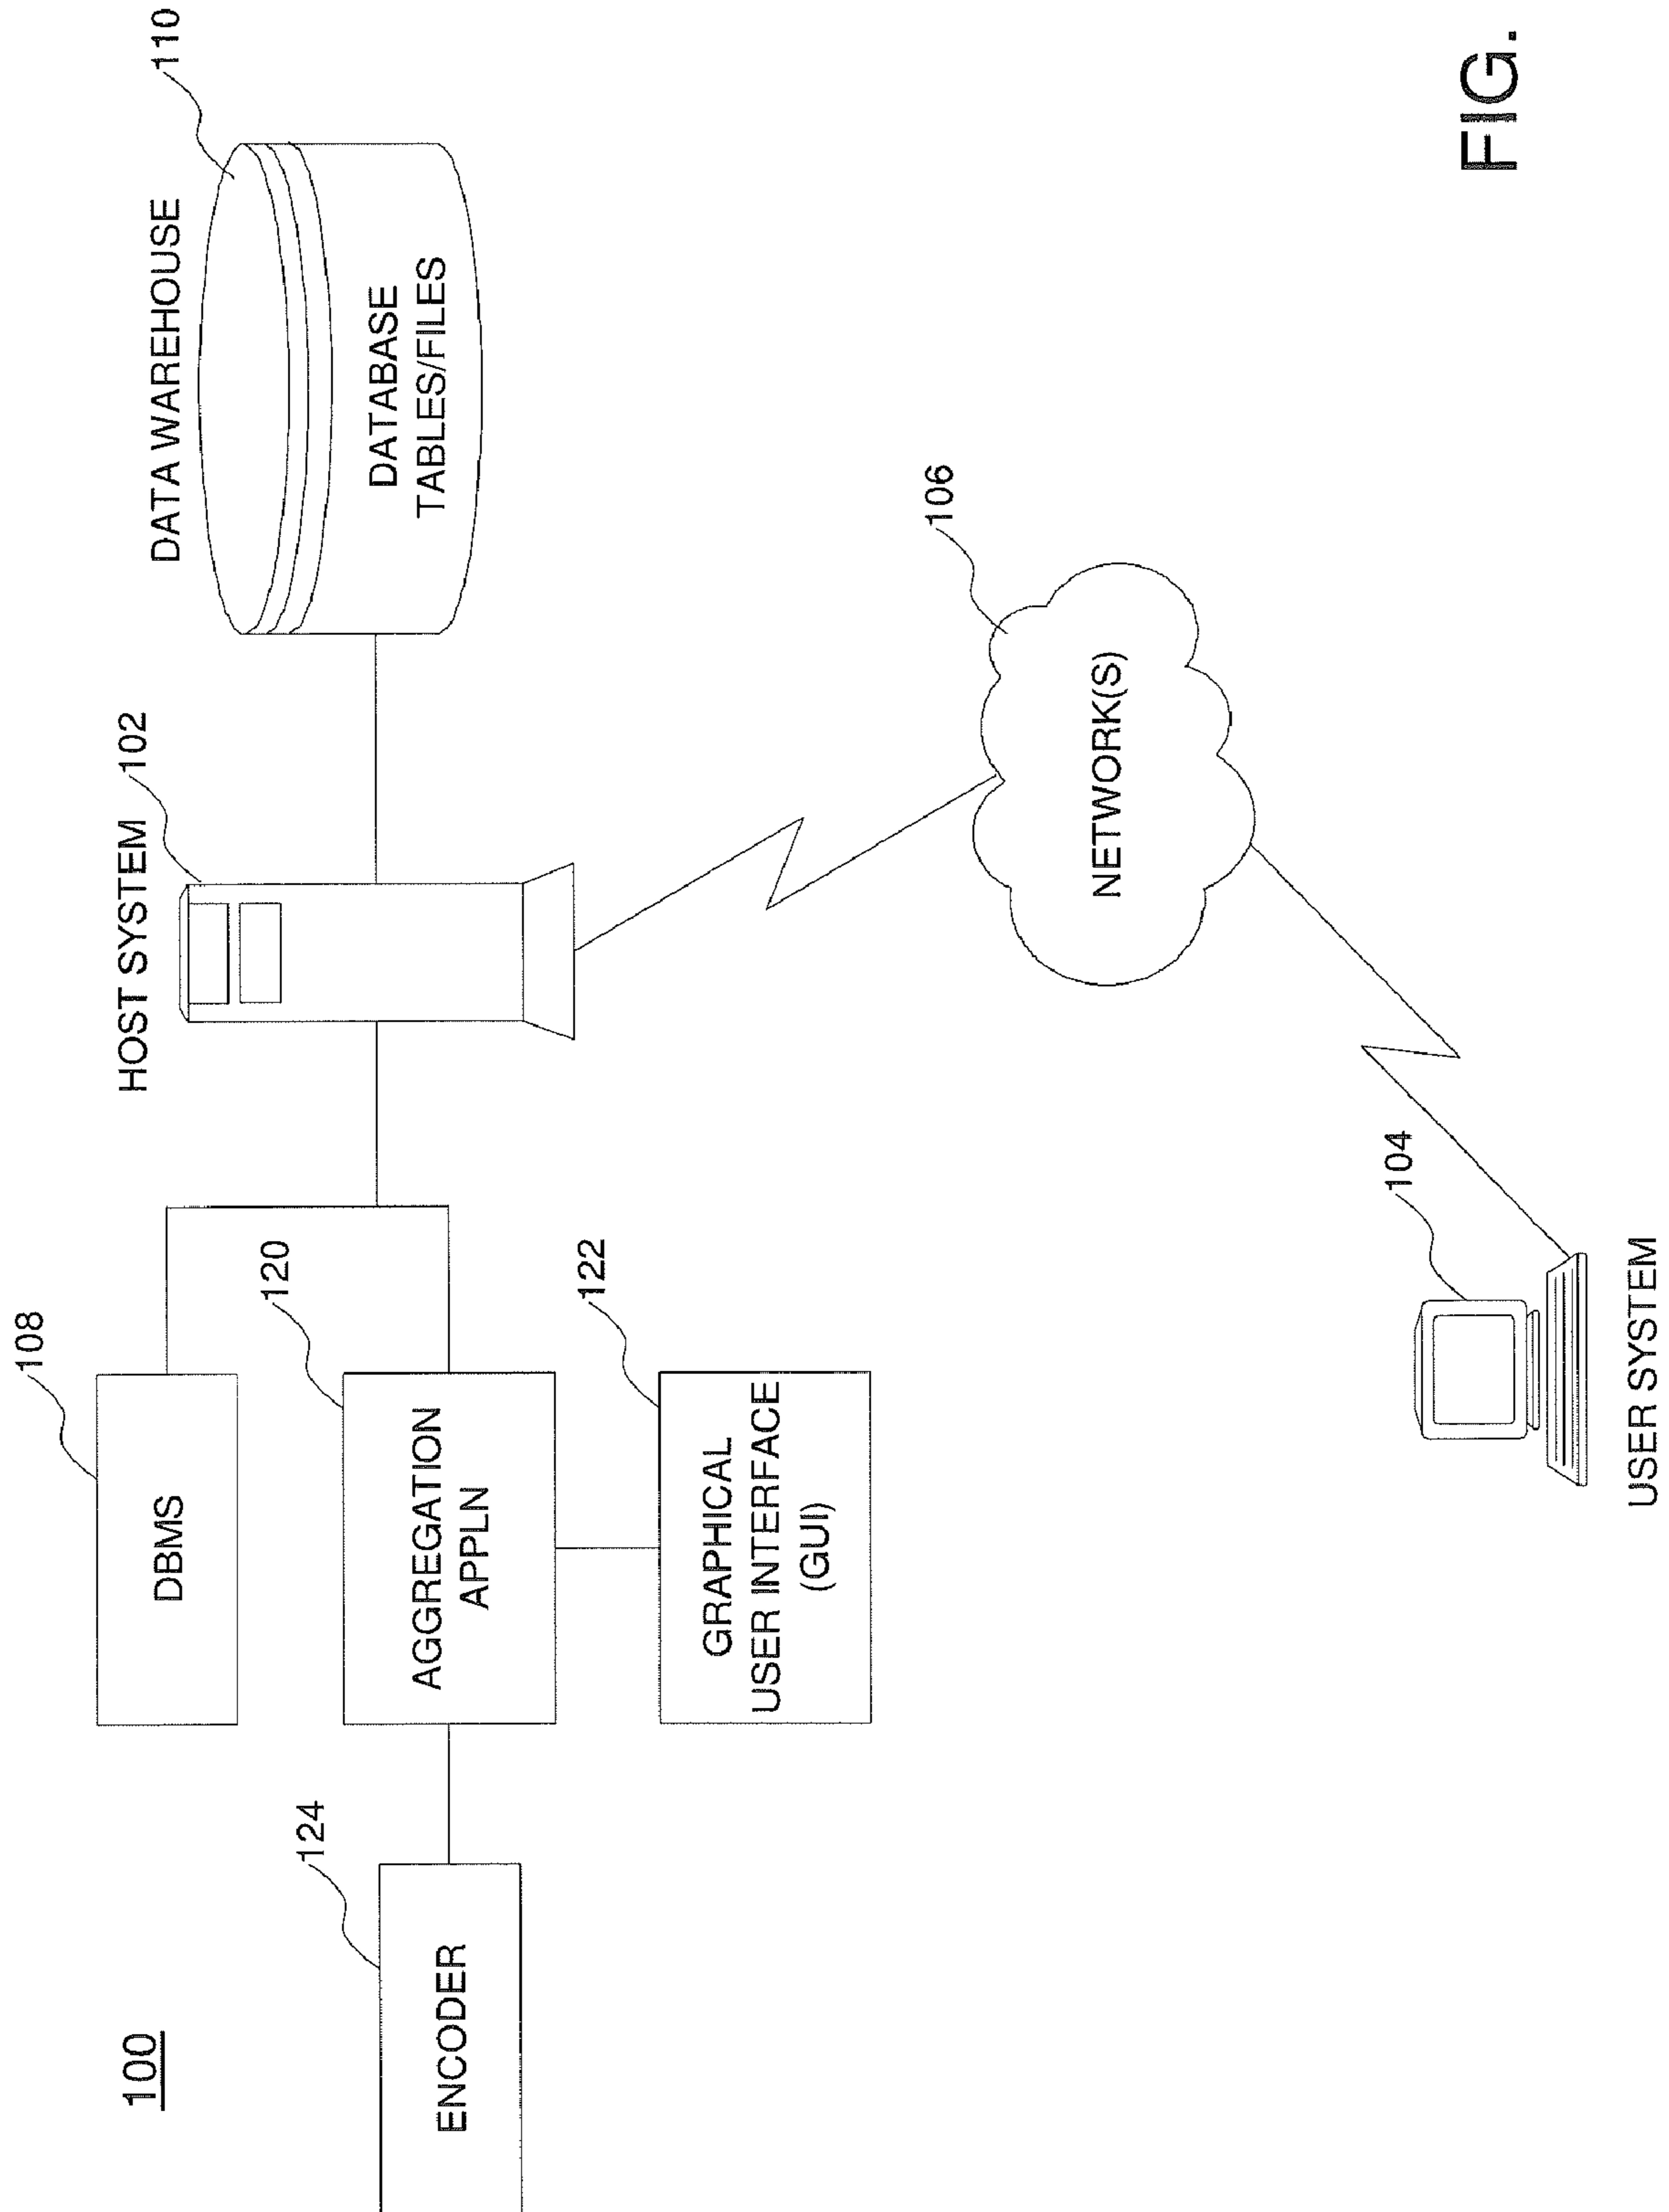 100
108
DBMS
124
ENCODER
120
AGGREGATION
APPLN
122
GRAPHICAL
USER INTERFACE
(GUI)
HOST SYSTEM
102
DATA WAREHOUSE
110
DATABASE
TABLES/FILES
106
NETWORK(S)
104
USER SYSTEM
FIG.